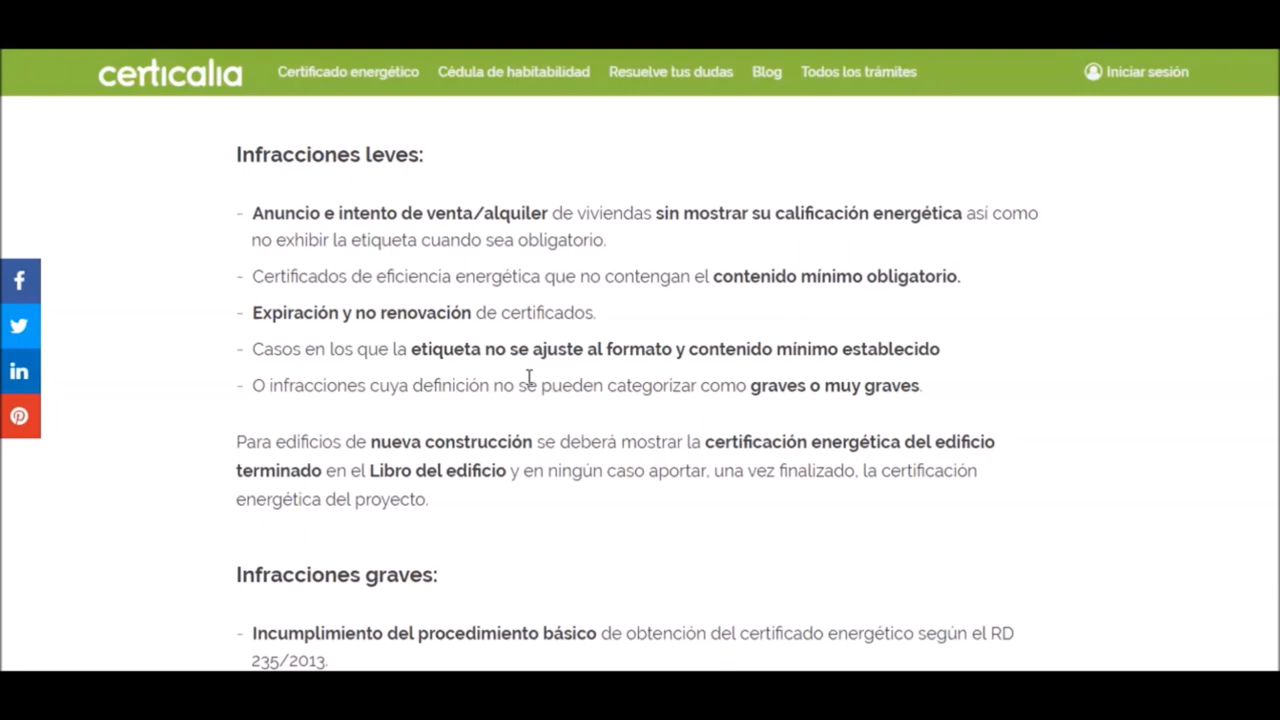 certicalia
Certificado energético
Cédula de habitabilidad
Resuelve tus dudas
Blog
Todos los trámites
Iniciar sesión
Infracciones leves:
- Anuncio e intento de venta/alquiler de viviendas sin mostrar su calificación energética así como
no exhibir la etiqueta cuando sea obligatorio.
- Certificados de eficiencia energética que no contengan el contenido mínimo obligatorio.
- Expiración y no renovación de certificados.
- Casos en los que la etiqueta no se ajuste al formato y contenido mínimo establecido
- O infracciones cuya definición no se pueden categorizar como graves o muy graves.
Para edificios de nueva construcción se deberá mostrar la certificación energética del edificio
terminado en el Libro del edificio y en ningún caso aportar, una vez finalizado, la certificación
energética del proyecto.
Infracciones graves:
- Incumplimiento del procedimiento básico de obtención del certificado energético según el RD
235/2013.